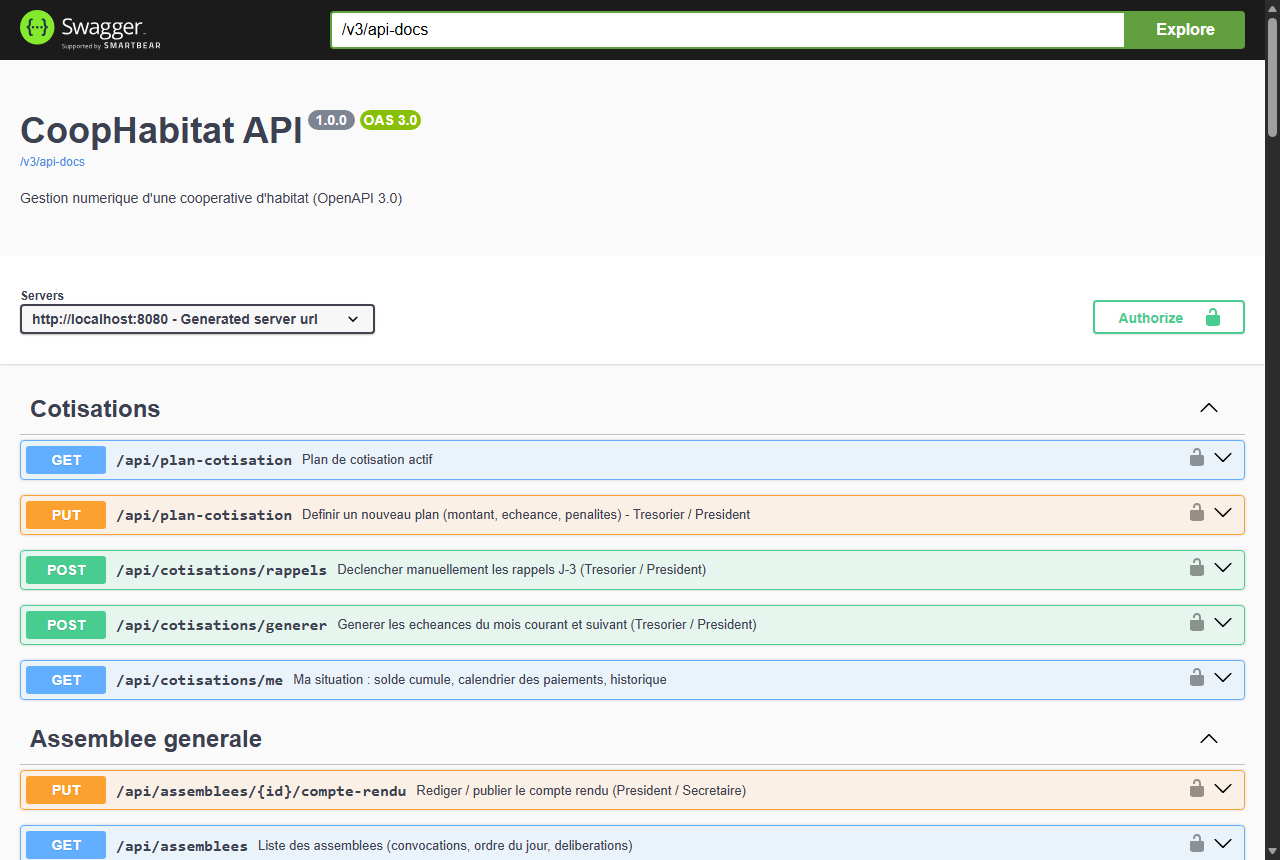 Swagger
Supported by SMARTBEAR
/v3/api-docs
Explore
CoopHabitat API 1.0.0 OAS 3.0
/v3/api-docs
Gestion numerique d'une cooperative d'habitat (OpenAPI 3.0)
Servers
http://localhost:8080 - Generated server url
Authorize
Cotisations
GET /api/plan-cotisation Plan de cotisation actif
PUT /api/plan-cotisation Definir un nouveau plan (montant, echeance, penalites) - Tresorier / President
POST /api/cotisations/rappels Declencher manuellement les rappels J-3 (Tresorier / President)
POST /api/cotisations/generer Generer les echeances du mois courant et suivant (Tresorier / President)
GET /api/cotisations/me Ma situation : solde cumule, calendrier des paiements, historique
Assemblee generale
PUT /api/assemblees/{id}/compte-rendu Rediger / publier le compte rendu (President / Secretaire)
GET /api/assemblees Liste des assemblees (convocations, ordre du jour, deliberations)